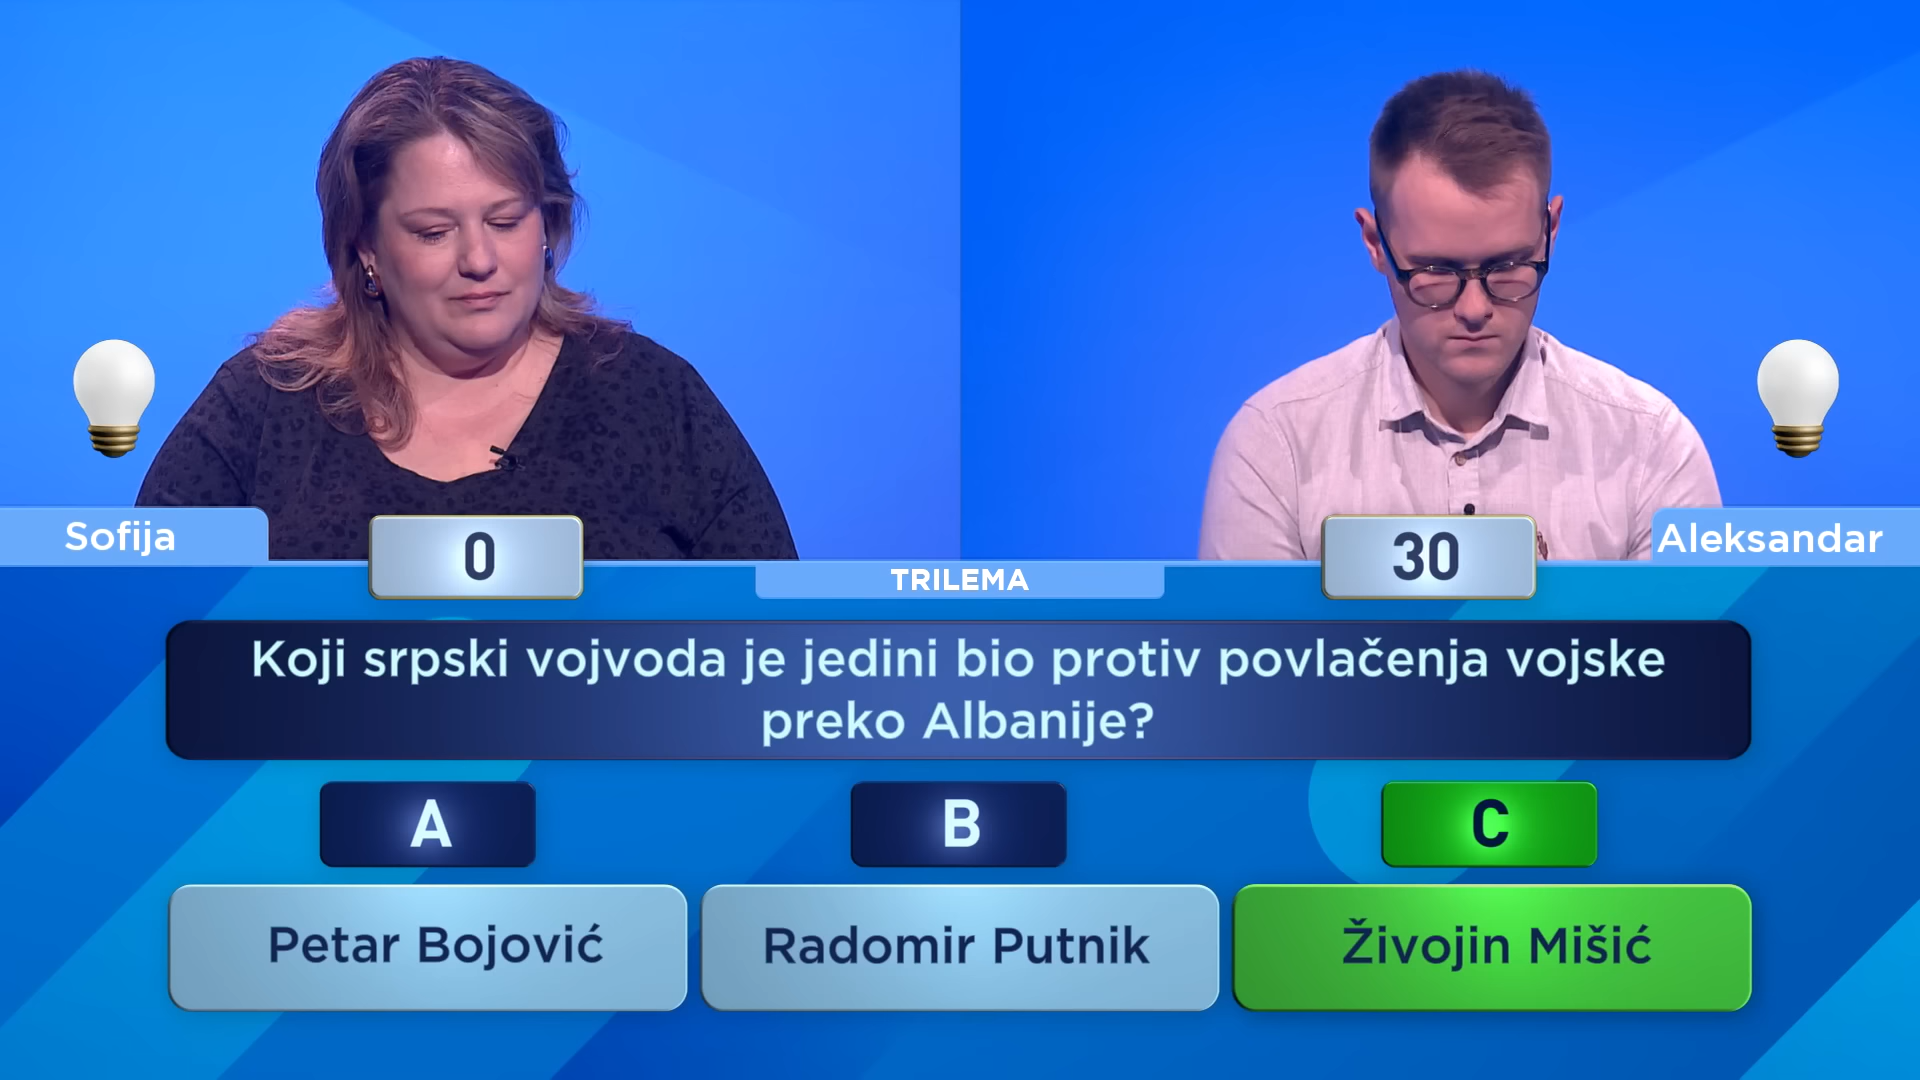 Sofija
0
TRILEMA
30
Aleksandar
Koji srpski vojvoda je jedini bio protiv povlačenja vojske
preko Albanije?
A
B
C
Petar Bojović
Radomir Putnik
Živojin Mišić